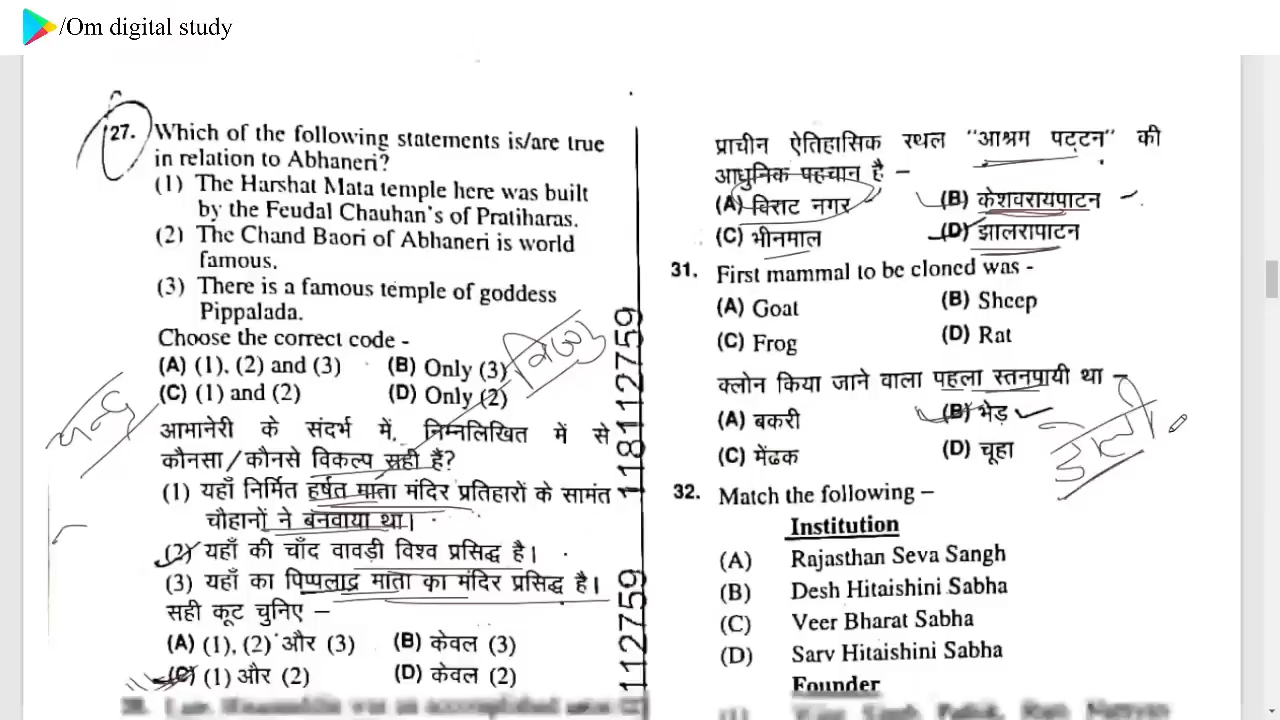 /Om digital study
27. Which of the following statements is/are true
in relation to Abhaneri?
(1) The Harshat Mata temple here was built
by the Feudal Chauhan's of Pratiharas.
(2) The Chand Baori of Abhaneri is world
famous.
(3) There is a famous temple of goddess
Pippalada.
Choose the correct code -
(A) (1), (2) and (3) (B) Only (3)
(C) (1) and (2) (D) Only (2)
आभानेरी के संदर्भ में, निम्नलिखित में से
कौनसा/कौनसे विकल्प सही हैं?
(1) यहाँ निर्मित हर्षत माता मंदिर प्रतिहारों के सामंत
चौहानों ने बनवाया था।
(2) यहाँ की चाँद वावड़ी विश्व प्रसिद्ध है।
(3) यहाँ का पिप्पलाद्र माता का मंदिर प्रसिद्ध है।
सही कूट चुनिए –
(A) (1), (2) और (3) (B) केवल (3)
(C) (1) और (2) (D) केवल (2)
118112759
112759
प्राचीन ऐतिहासिक स्थल "आश्रम पट्टन" की
आधुनिक पहचान है –
(A) विराट नगर (B) केशवरायपाटन
(C) भीनमाल (D) झालरापाटन
31. First mammal to be cloned was -
(A) Goat (B) Sheep
(C) Frog (D) Rat
क्लोन किया जाने वाला पहला स्तनपायी था –
(A) बकरी (B) भेड़
(C) मेंढक (D) चूहा
डोली
32. Match the following –
Institution
(A) Rajasthan Seva Sangh
(B) Desh Hitaishini Sabha
(C) Veer Bharat Sabha
(D) Sarv Hitaishini Sabha
Founder